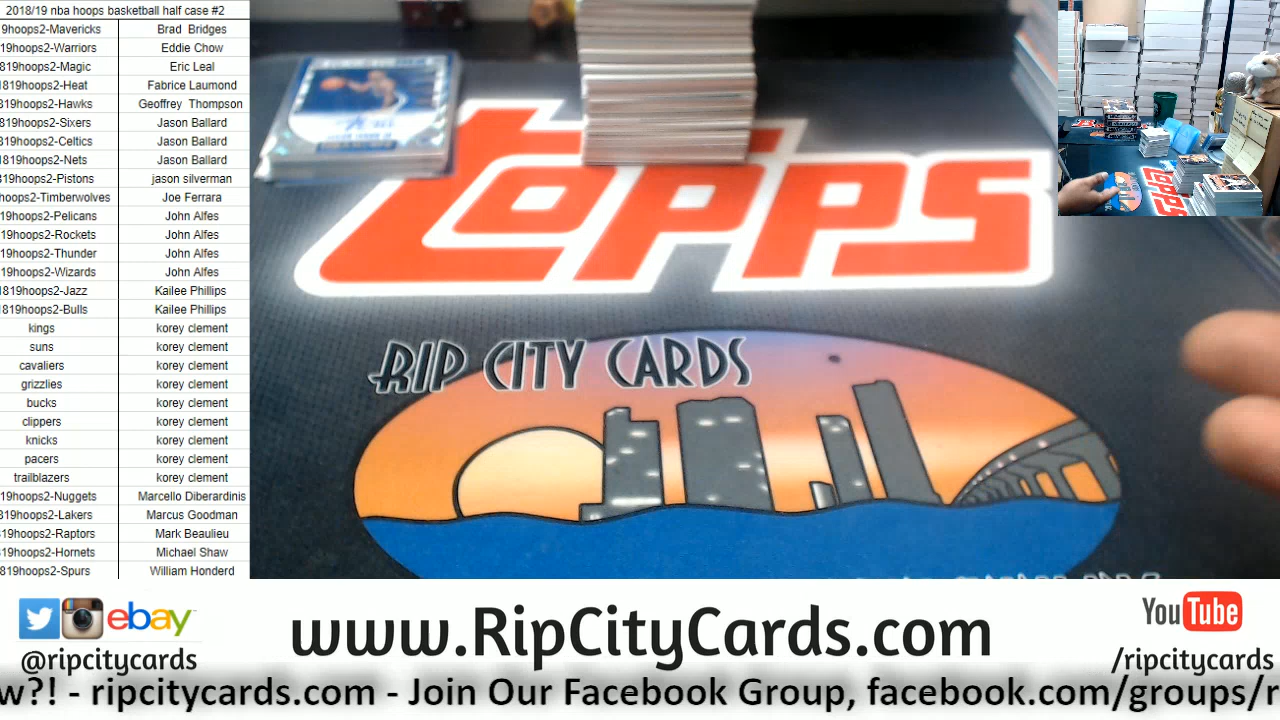 2018/19 nba hoops basketball half case #2
9hoops2-Mavericks Brad Bridges
19hoops2-Warriors Eddie Chow
819hoops2-Magic Eric Leal
1819hoops2-Heat Fabrice Laumond
819hoops2-Hawks Geoffrey Thompson
819hoops2-Sixers Jason Ballard
819hoops2-Celtics Jason Ballard
1819hoops2-Nets Jason Ballard
819hoops2-Pistons jason silverman
hoops2-Timberwolves Joe Ferrara
19hoops2-Pelicans John Alfes
19hoops2-Rockets John Alfes
19hoops2-Thunder John Alfes
19hoops2-Wizards John Alfes
1819hoops2-Jazz Kailee Phillips
1819hoops2-Bulls Kailee Phillips
kings korey clement
suns korey clement
cavaliers korey clement
grizzlies korey clement
bucks korey clement
clippers korey clement
knicks korey clement
pacers korey clement
trailblazers korey clement
19hoops2-Nuggets Marcello Diberardinis
819hoops2-Lakers Marcus Goodman
19hoops2-Raptors Mark Beaulieu
19hoops2-Hornets Michael Shaw
819hoops2-Spurs William Honderd
topps
RIP CITY CARDS
ebay
@ripcitycards
www.RipCityCards.com
YouTube
/ripcitycards
w?! - ripcitycards.com - Join Our Facebook Group, facebook.com/groups/r